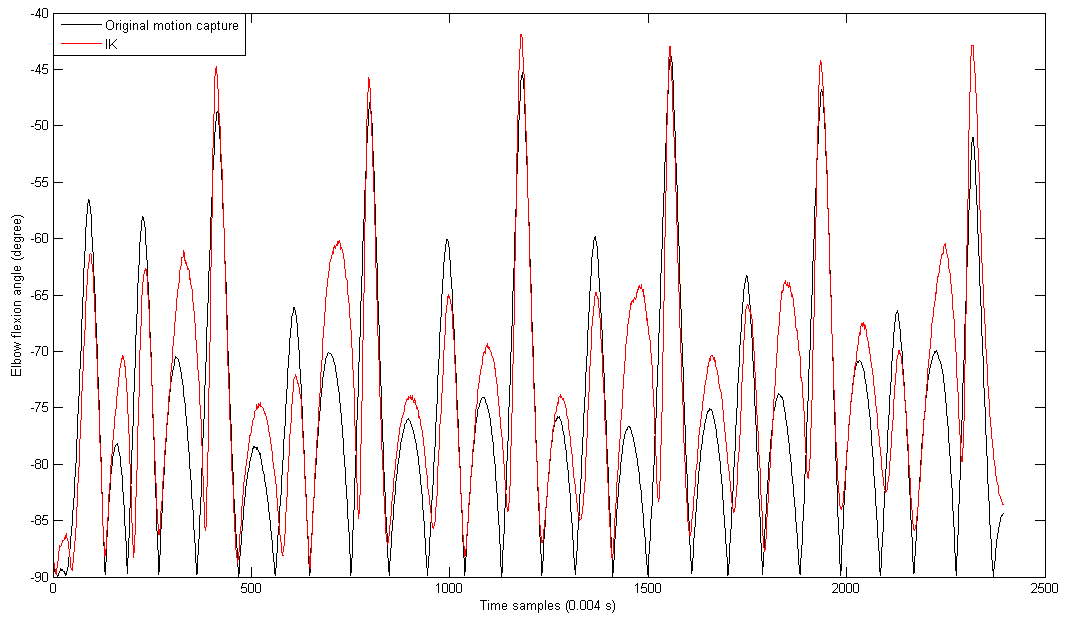 Original motion capture
IK
-40
-45
-50
-55
-60
-65
-70
-75
-80
-85
-90
Elbow flexion angle (degree)
0 500 1000 1500 2000 2500
Time samples (0.004 s)